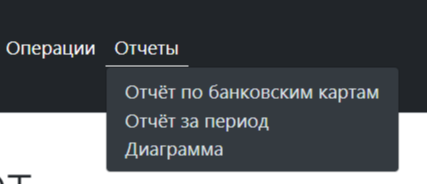 Операции Отчеты
Отчёт по банковским картам
Отчёт за период
Диаграмма